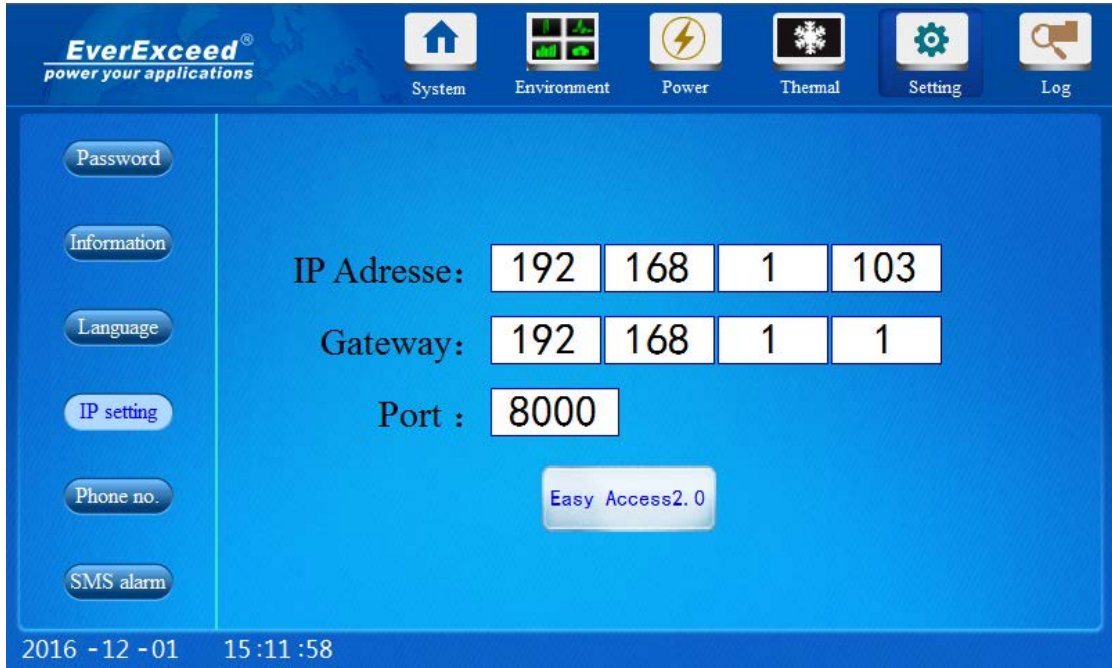 EverExceed®
power your applications
System
Environment
Power
Thermal
Setting
Log
Password
Information
Language
IP setting
Phone no.
SMS alarm
IP Adresse: 192 168 1 103
Gateway: 192 168 1 1
Port : 8000
Easy Access2.0
2016 -12 -01 15:11:58